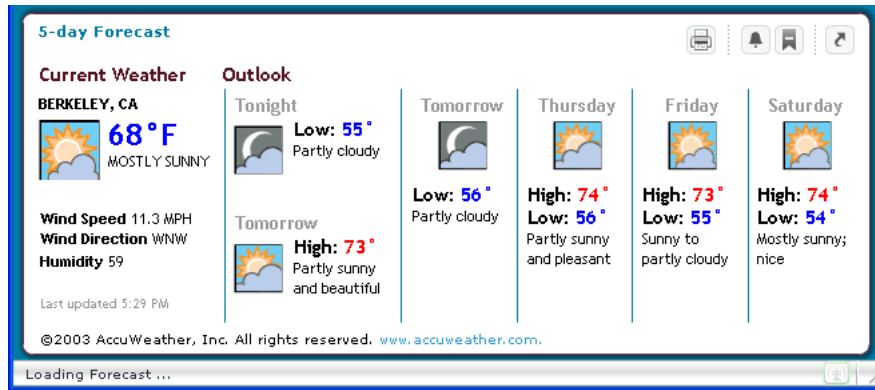 5-day Forecast
Current Weather
Outlook
BERKELEY, CA
68°F
MOSTLY SUNNY
Wind Speed 11.3 MPH
Wind Direction WNW
Humidity 59
Last updated 5:29 PM
Tonight
Low: 55°
Partly cloudy
Tomorrow
High: 73°
Partly sunny
and beautiful
Tomorrow
Low: 56°
Partly cloudy
Thursday
High: 74°
Low: 56°
Partly sunny
and pleasant
Friday
High: 73°
Low: 55°
Sunny to
partly cloudy
Saturday
High: 74°
Low: 54°
Mostly sunny;
nice
©2003 AccuWeather, Inc. All rights reserved. www.accuweather.com.
Loading Forecast ...